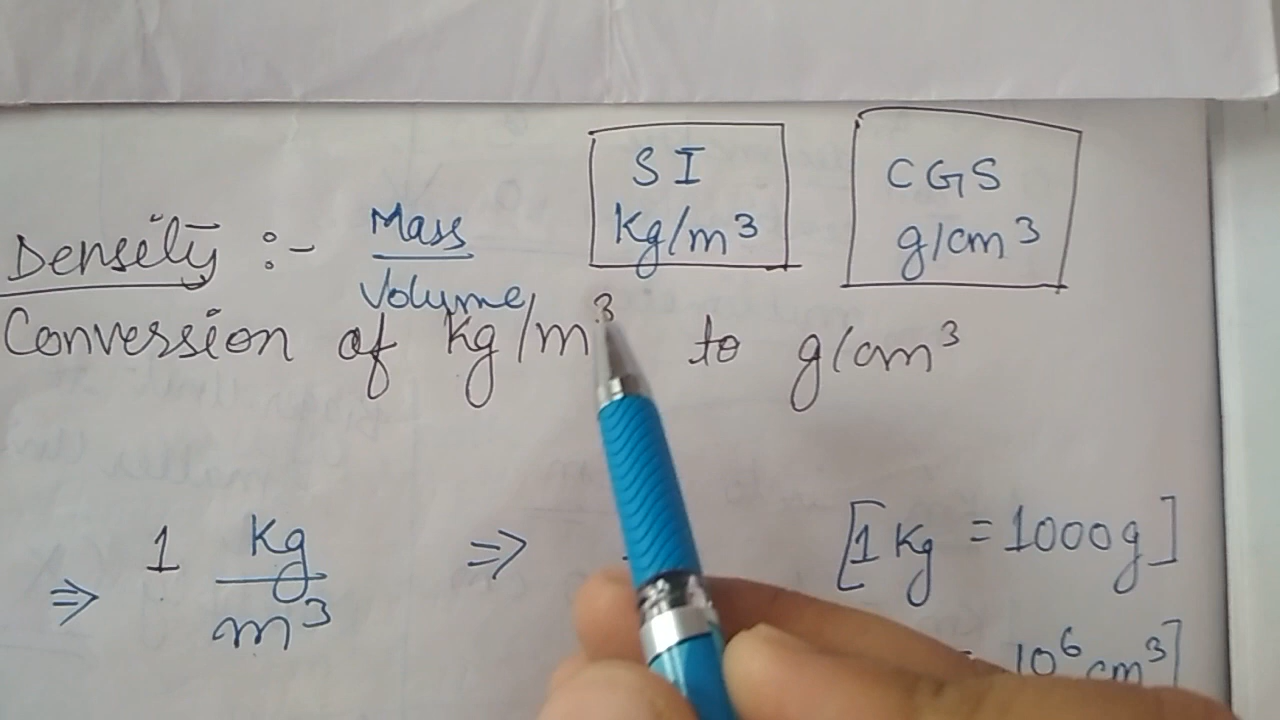 SI
Kg/m³
CGS
g/cm³
Density :- Mass
Volume
Conversion of Kg/m³ to g/cm³
⇒ 1 Kg ⇒ [1 Kg = 1000g]
m³
10⁶ cm³]